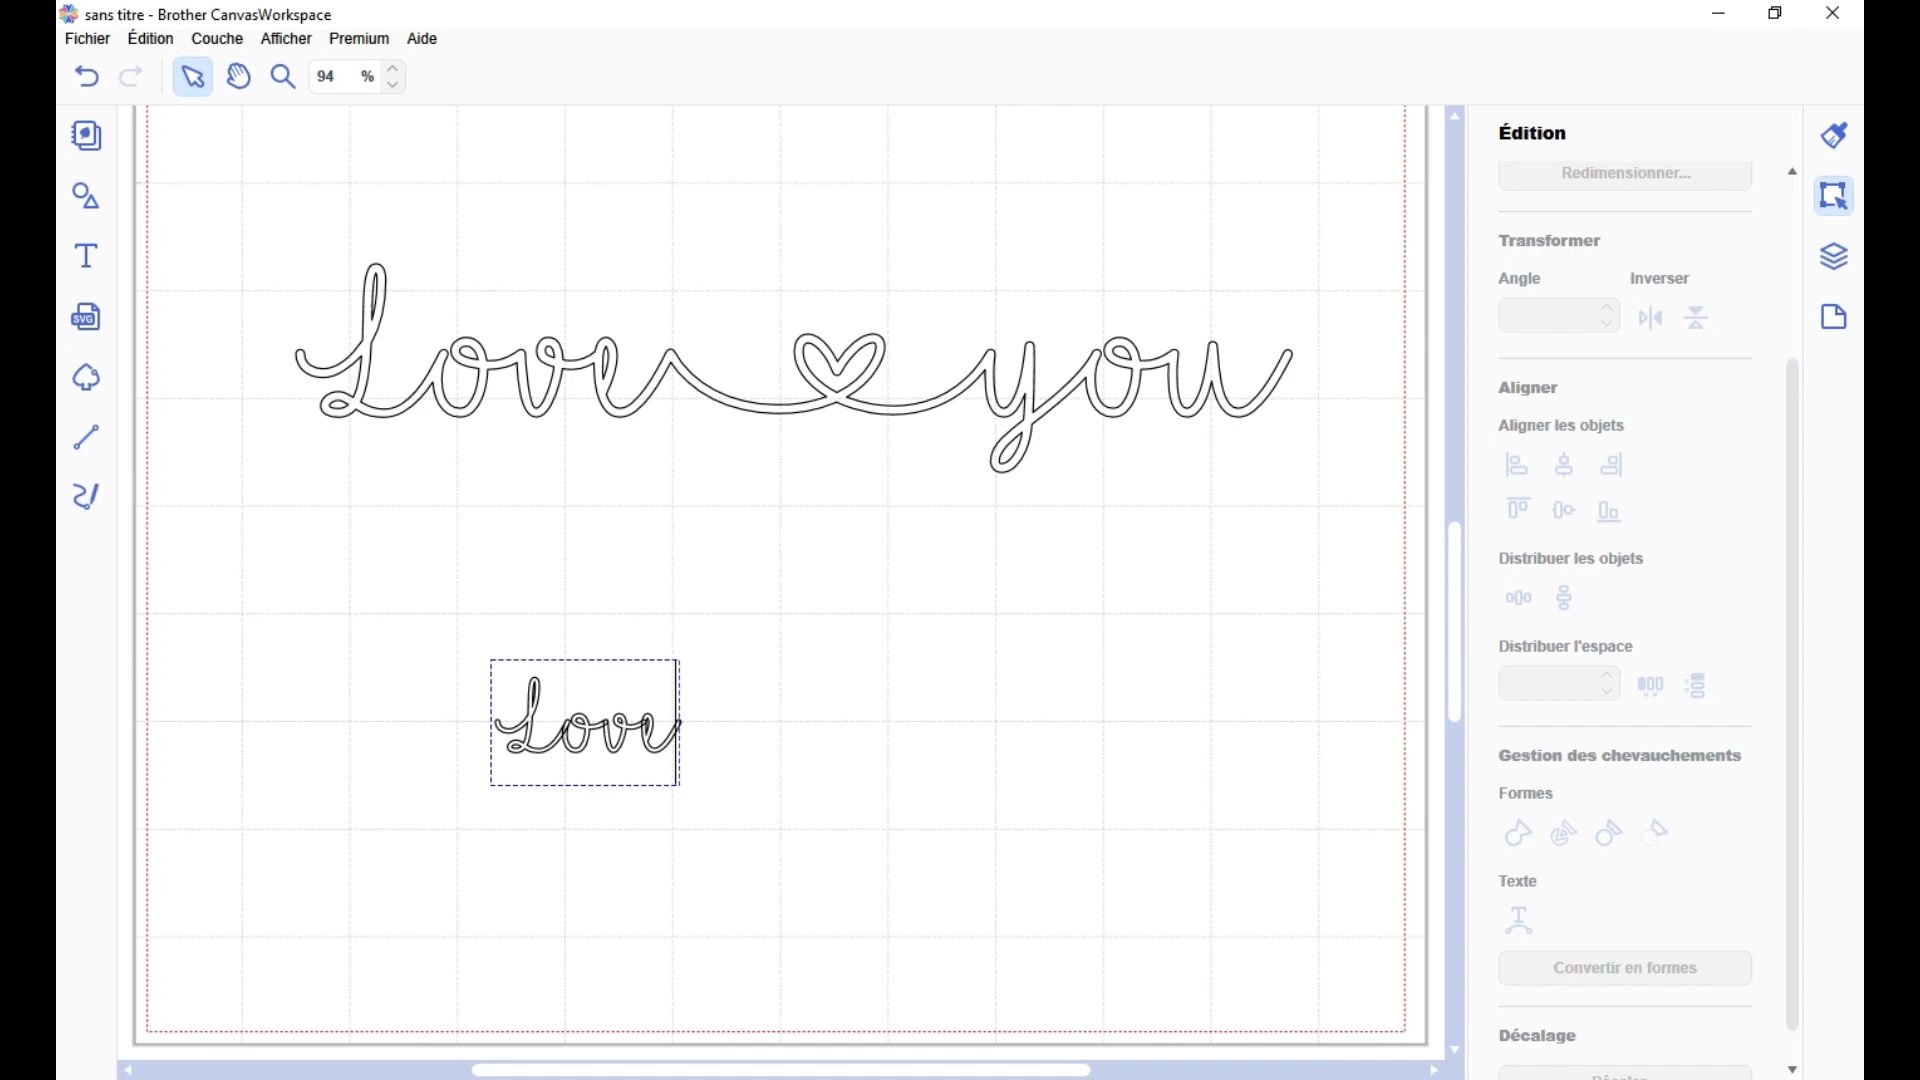 sans titre - Brother CanvasWorkspace
Fichier Édition Couche Afficher Premium Aide
94 %
SVG
Love you
Love
Édition
Redimensionner...
Transformer
Angle Inverser
Aligner
Aligner les objets
Distribuer les objets
Distribuer l'espace
Gestion des chevauchements
Formes
Texte
Convertir en formes
Décalage